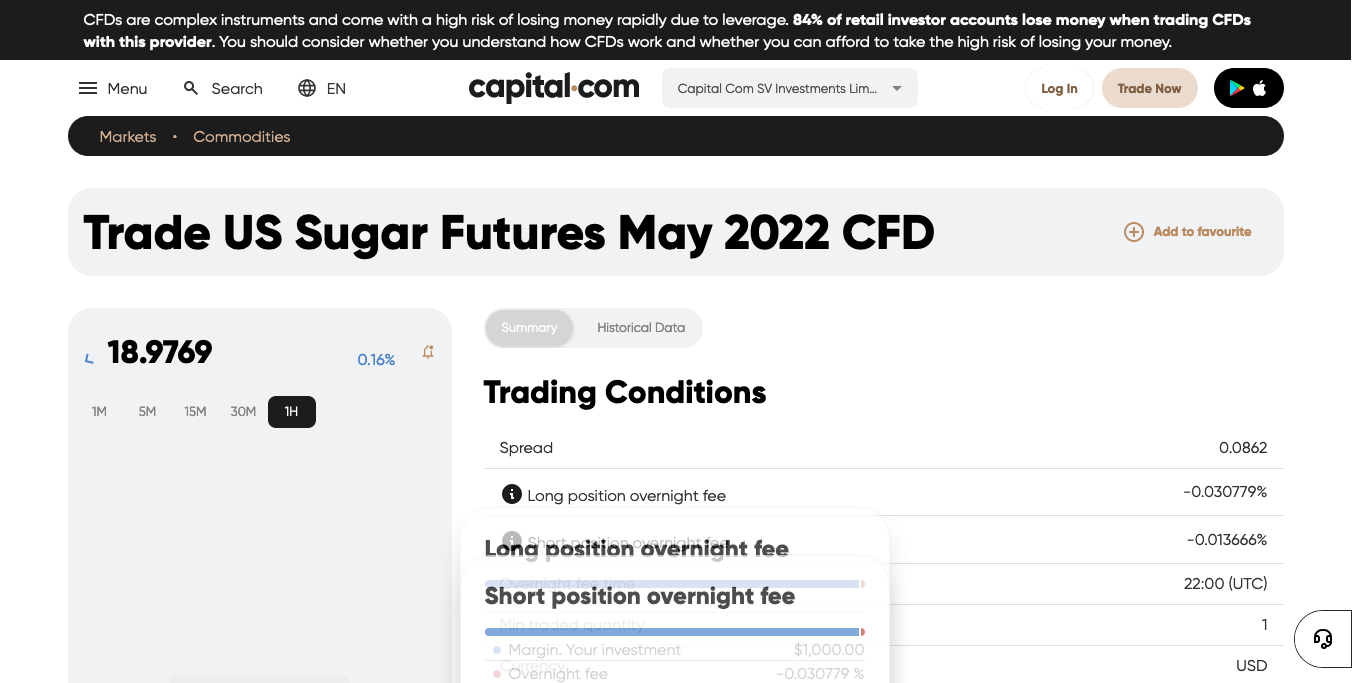 CFDs are complex instruments and come with a high risk of losing money rapidly due to leverage. 84% of retail investor accounts lose money when trading CFDs
with this provider. You should consider whether you understand how CFDs work and whether you can afford to take the high risk of losing your money.
Menu
Search
EN
capital.com
Capital Com SV Investments Lim...
Log In
Trade Now
Markets • Commodities
Trade US Sugar Futures May 2022 CFD
Add to favourite
18.9769
0.16%
1M 5M 15M 30M 1H
Summary Historical Data
Trading Conditions
Spread 0.0862
Long position overnight fee -0.030779%
Short position overnight fee -0.013666%
Long position overnight fee
Overnight fee time 22:00 (UTC)
Short position overnight fee
Min traded quantity 1
Margin. Your investment $1,000.00
Currency USD
Overnight fee -0.030779 %